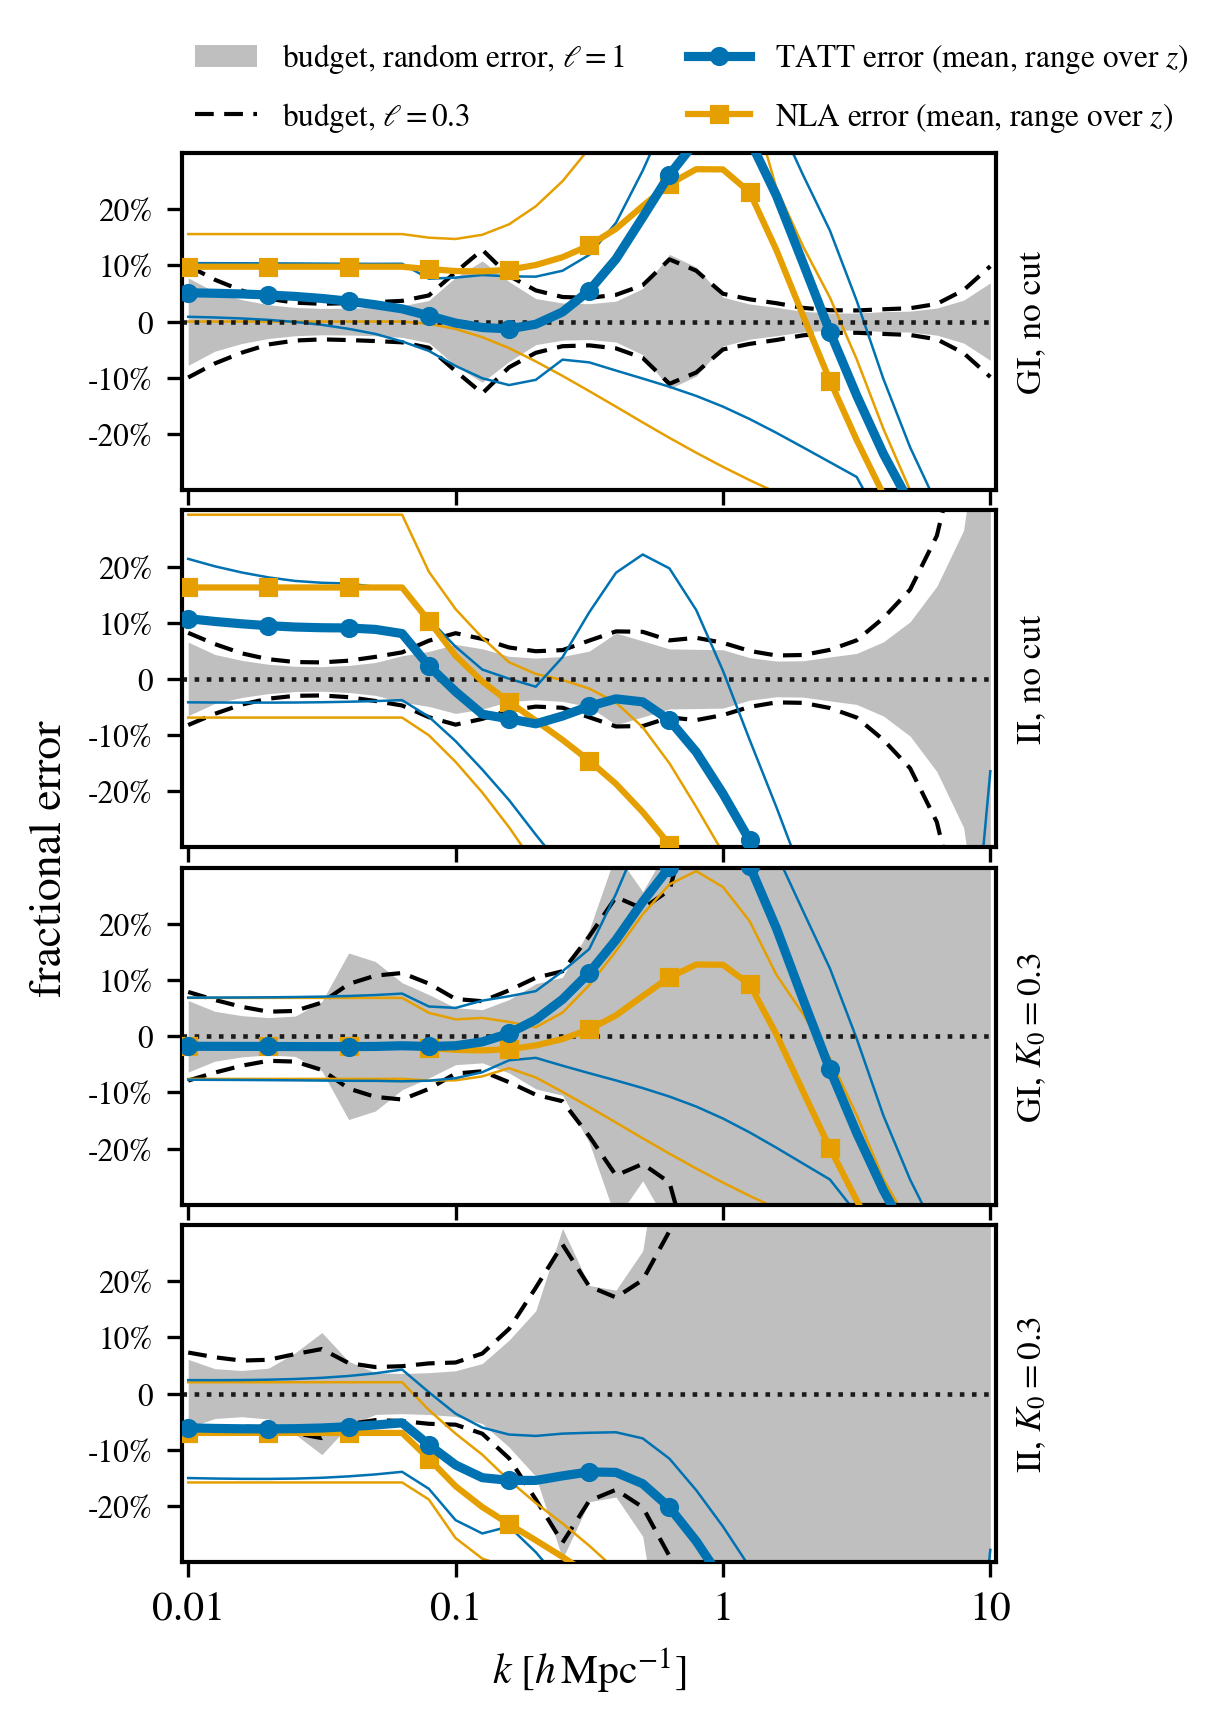 budget, random error, ℓ = 1
TATT error (mean, range over z)
budget, ℓ = 0.3
NLA error (mean, range over z)
20%
10%
0
-10%
-20%
GI, no cut
20%
10%
0
-10%
-20%
II, no cut
fractional error
20%
10%
0
-10%
-20%
GI, K₀ = 0.3
20%
10%
0
-10%
-20%
II, K₀ = 0.3
0.01
0.1
1
10
k [h Mpc⁻¹]